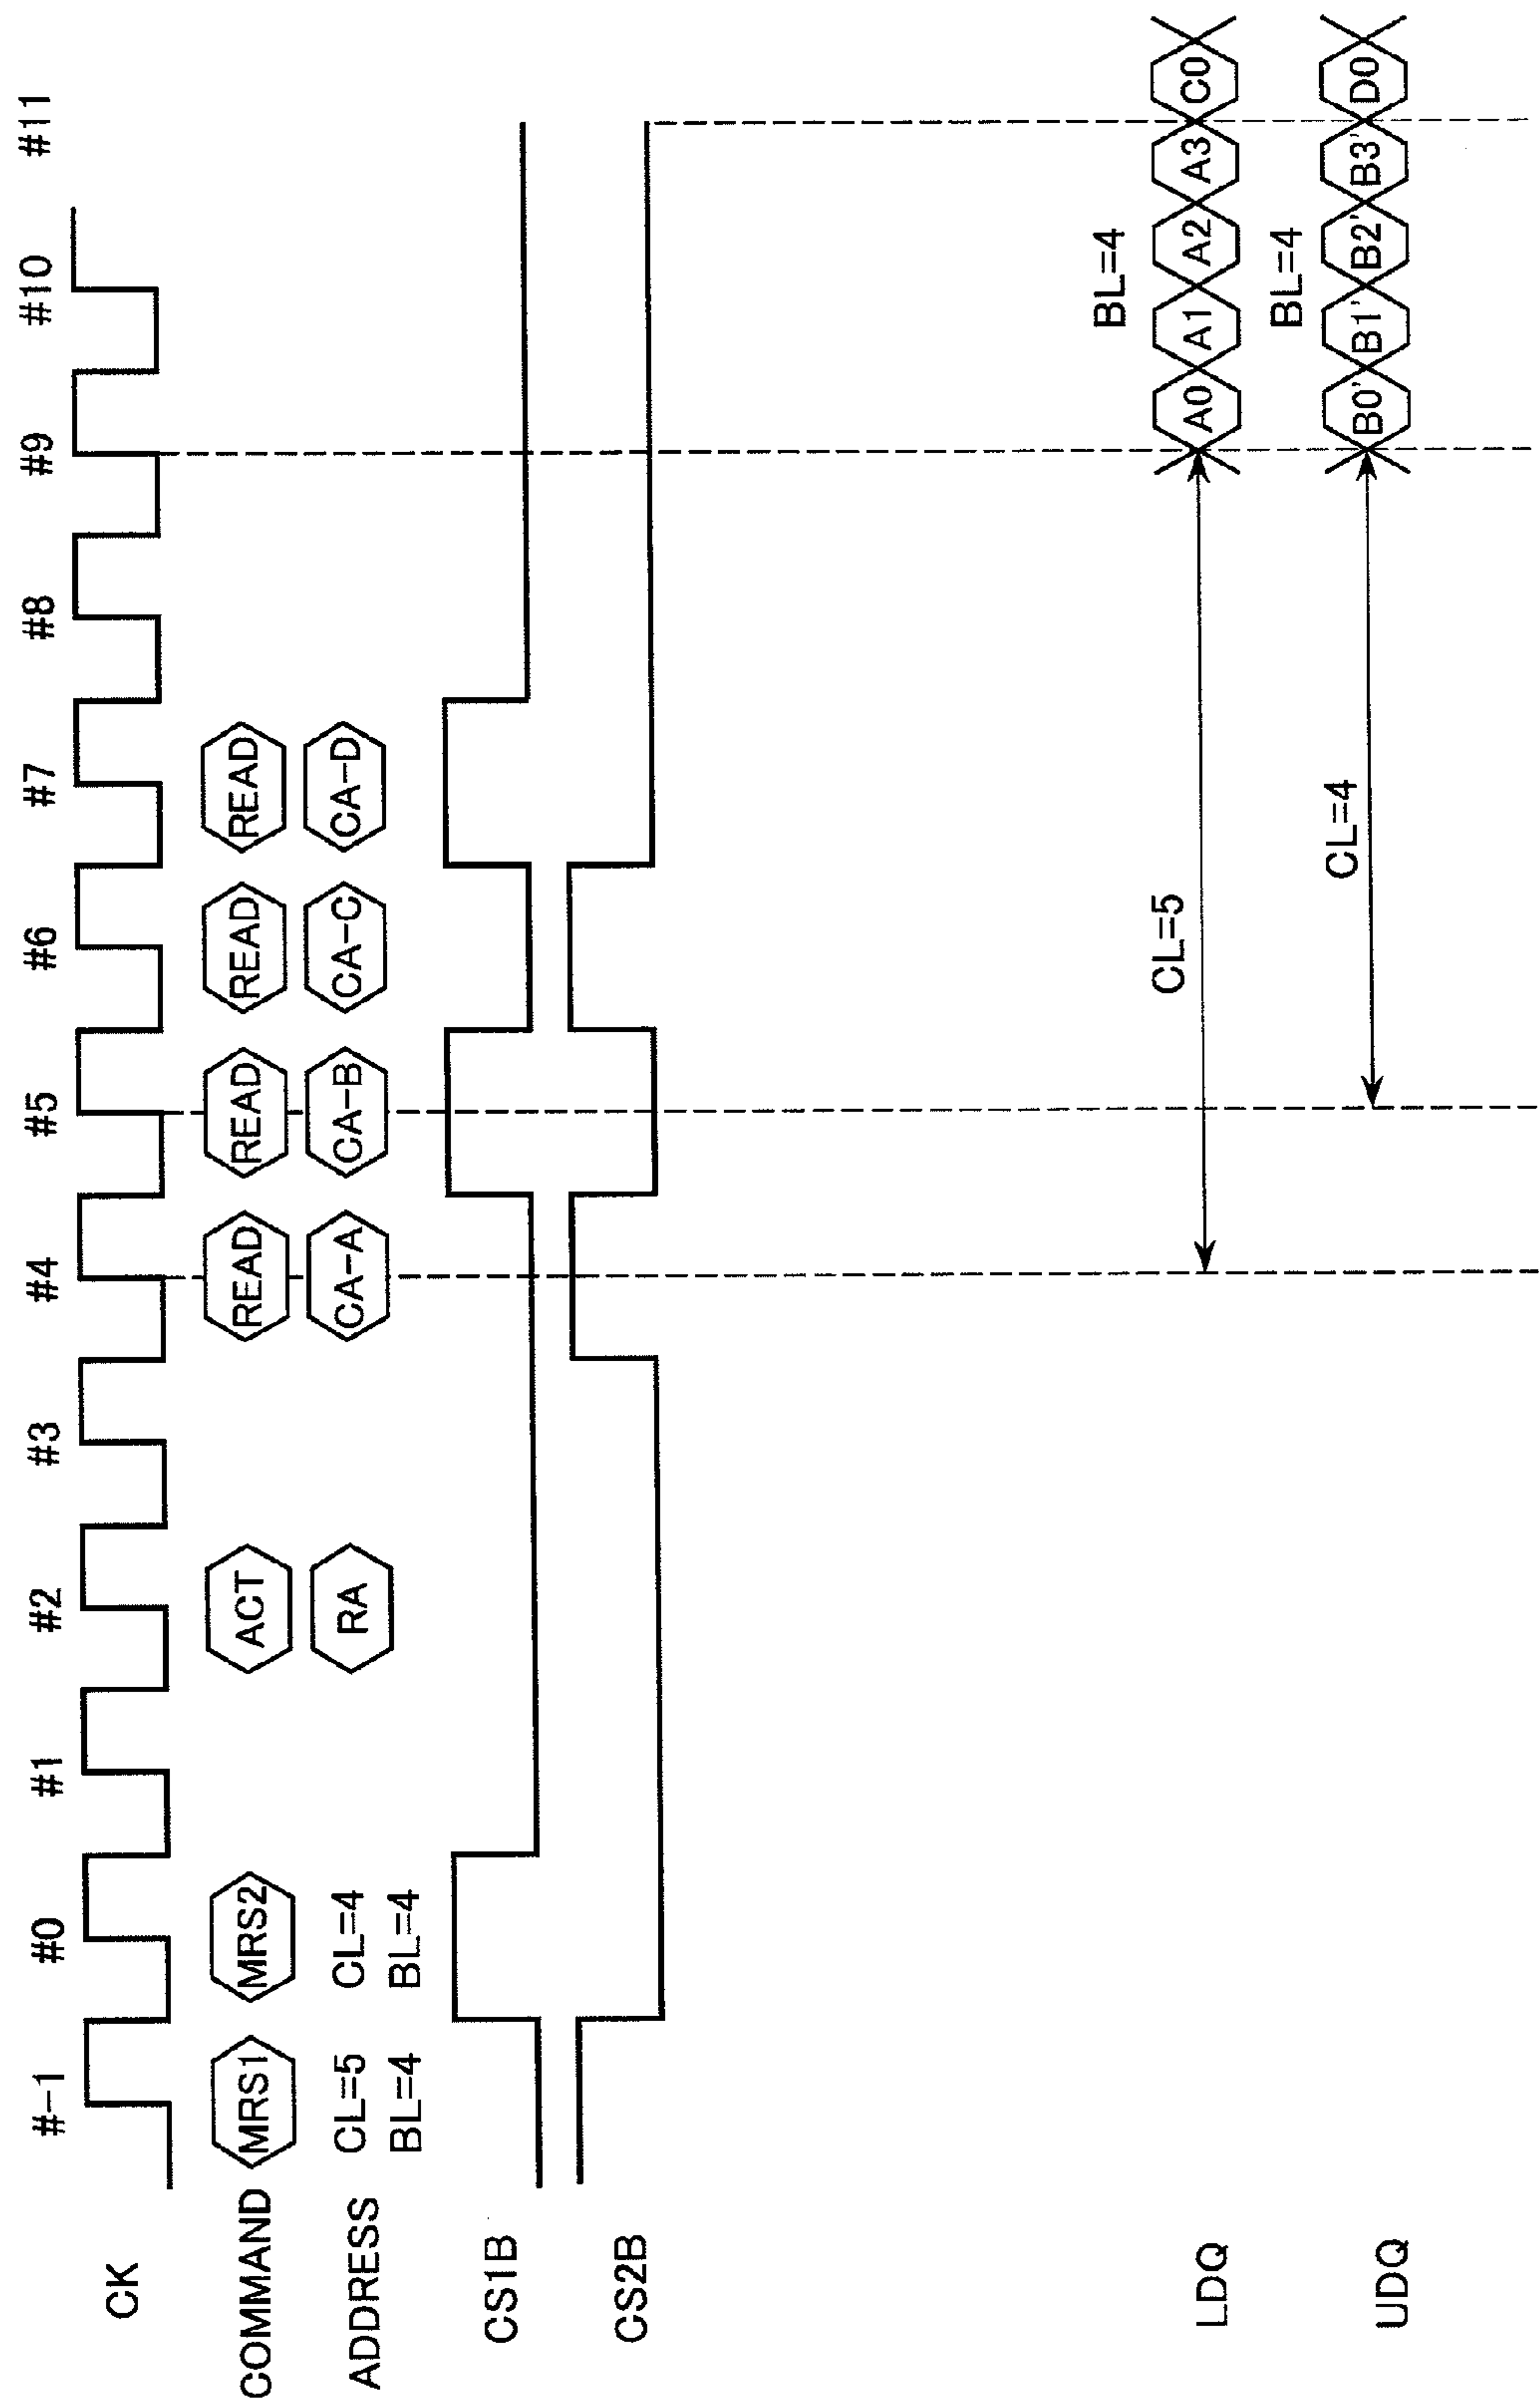 #-1 #0 #1 #2 #3 #4 #5 #6 #7 #8 #9 #10 #11
CK
COMMAND MRS1 MRS2 ACT READ READ READ READ
ADDRESS CL=5 CL=4 RA CA-A CA-B CA-C CA-D
BL=4 BL=4
CS1B
CS2B
BL=4
CL=5
LDQ A0 A1 A2 A3 C0
BL=4
CL=4
UDQ B0' B1' B2' B3' D0